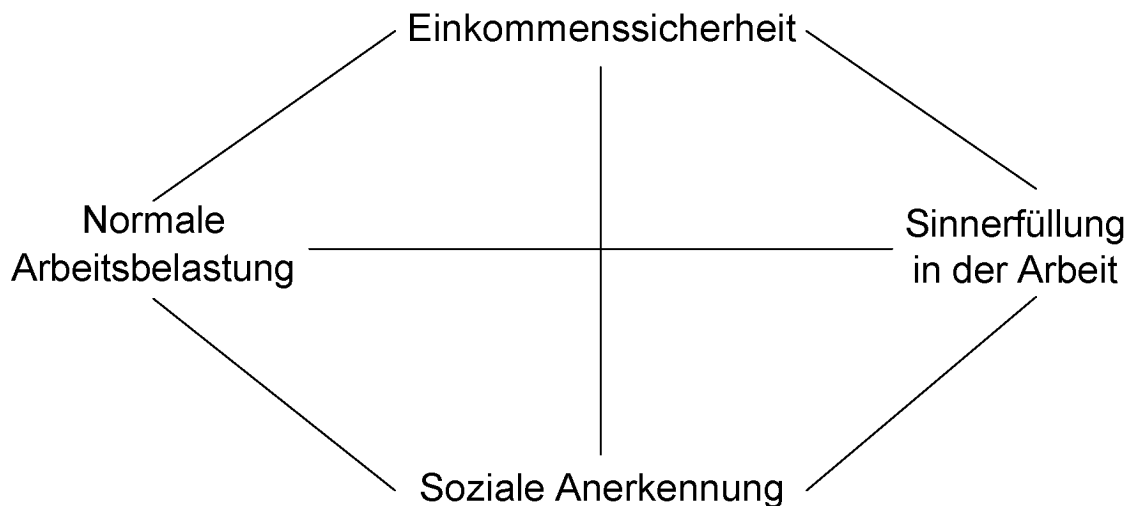 Einkommenssicherheit
Normale
Arbeitsbelastung
Sinnerfüllung
in der Arbeit
Soziale Anerkennung